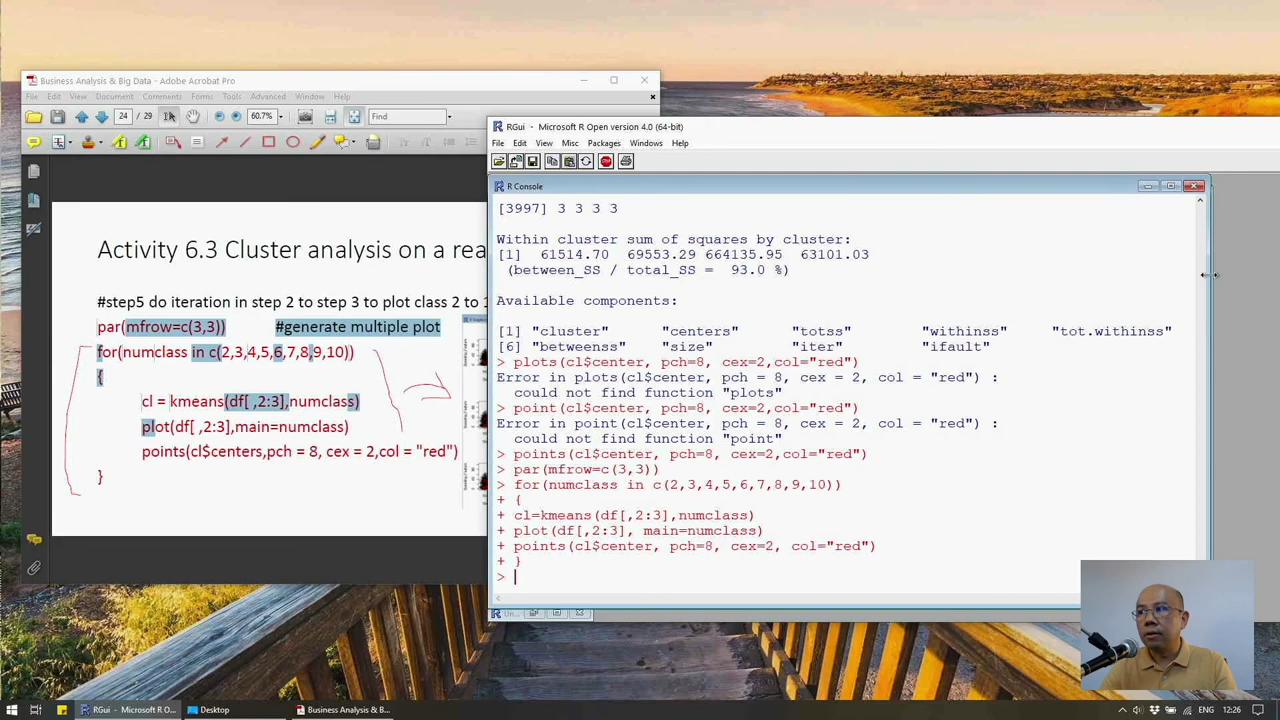 Business Analysis & Big Data - Adobe Acrobat Pro
File Edit View Document Comments Forms Tools Advanced Window Help
24 / 29 60.7% Find
Activity 6.3 Cluster analysis on a rea
#step5 do iteration in step 2 to step 3 to plot class 2 to 1
par(mfrow=c(3,3)) #generate multiple plot
for(numclass in c(2,3,4,5,6,7,8,9,10))
{
cl = kmeans(df[ ,2:3],numclass)
plot(df[ ,2:3],main=numclass)
points(cl$centers,pch = 8, cex = 2,col = "red")
}
RGui - Microsoft R Open version 4.0 (64-bit)
File Edit View Misc Packages Windows Help
STOP
R Console
[3997] 3 3 3 3
Within cluster sum of squares by cluster:
[1] 61514.70 69553.29 664135.95 63101.03
(between_SS / total_SS = 93.0 %)
Available components:
[1] "cluster" "centers" "totss" "withinss" "tot.withinss"
[6] "betweenss" "size" "iter" "ifault"
> plots(cl$center, pch=8, cex=2,col="red")
Error in plots(cl$center, pch = 8, cex = 2, col = "red") :
could not find function "plots"
> point(cl$center, pch=8, cex=2,col="red")
Error in point(cl$center, pch = 8, cex = 2, col = "red") :
could not find function "point"
> points(cl$center, pch=8, cex=2,col="red")
> par(mfrow=c(3,3))
> for(numclass in c(2,3,4,5,6,7,8,9,10))
+ {
+ cl=kmeans(df[,2:3],numclass)
+ plot(df[,2:3], main=numclass)
+ points(cl$center, pch=8, cex=2, col="red")
+ }
>
Un...
RGui - Microsoft R Op... Desktop Business Analysis & B... ENG 12:26